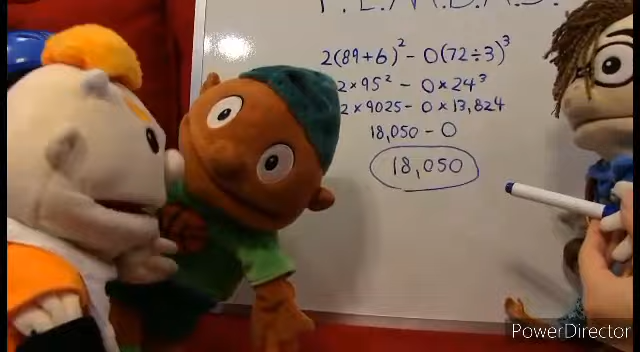 P.E.M.D.A.S.
2(89+6)² - 0(72÷3)³
2×95² - 0×24³
2×9025 - 0×13,824
18,050 - 0
18,050
PowerDirector